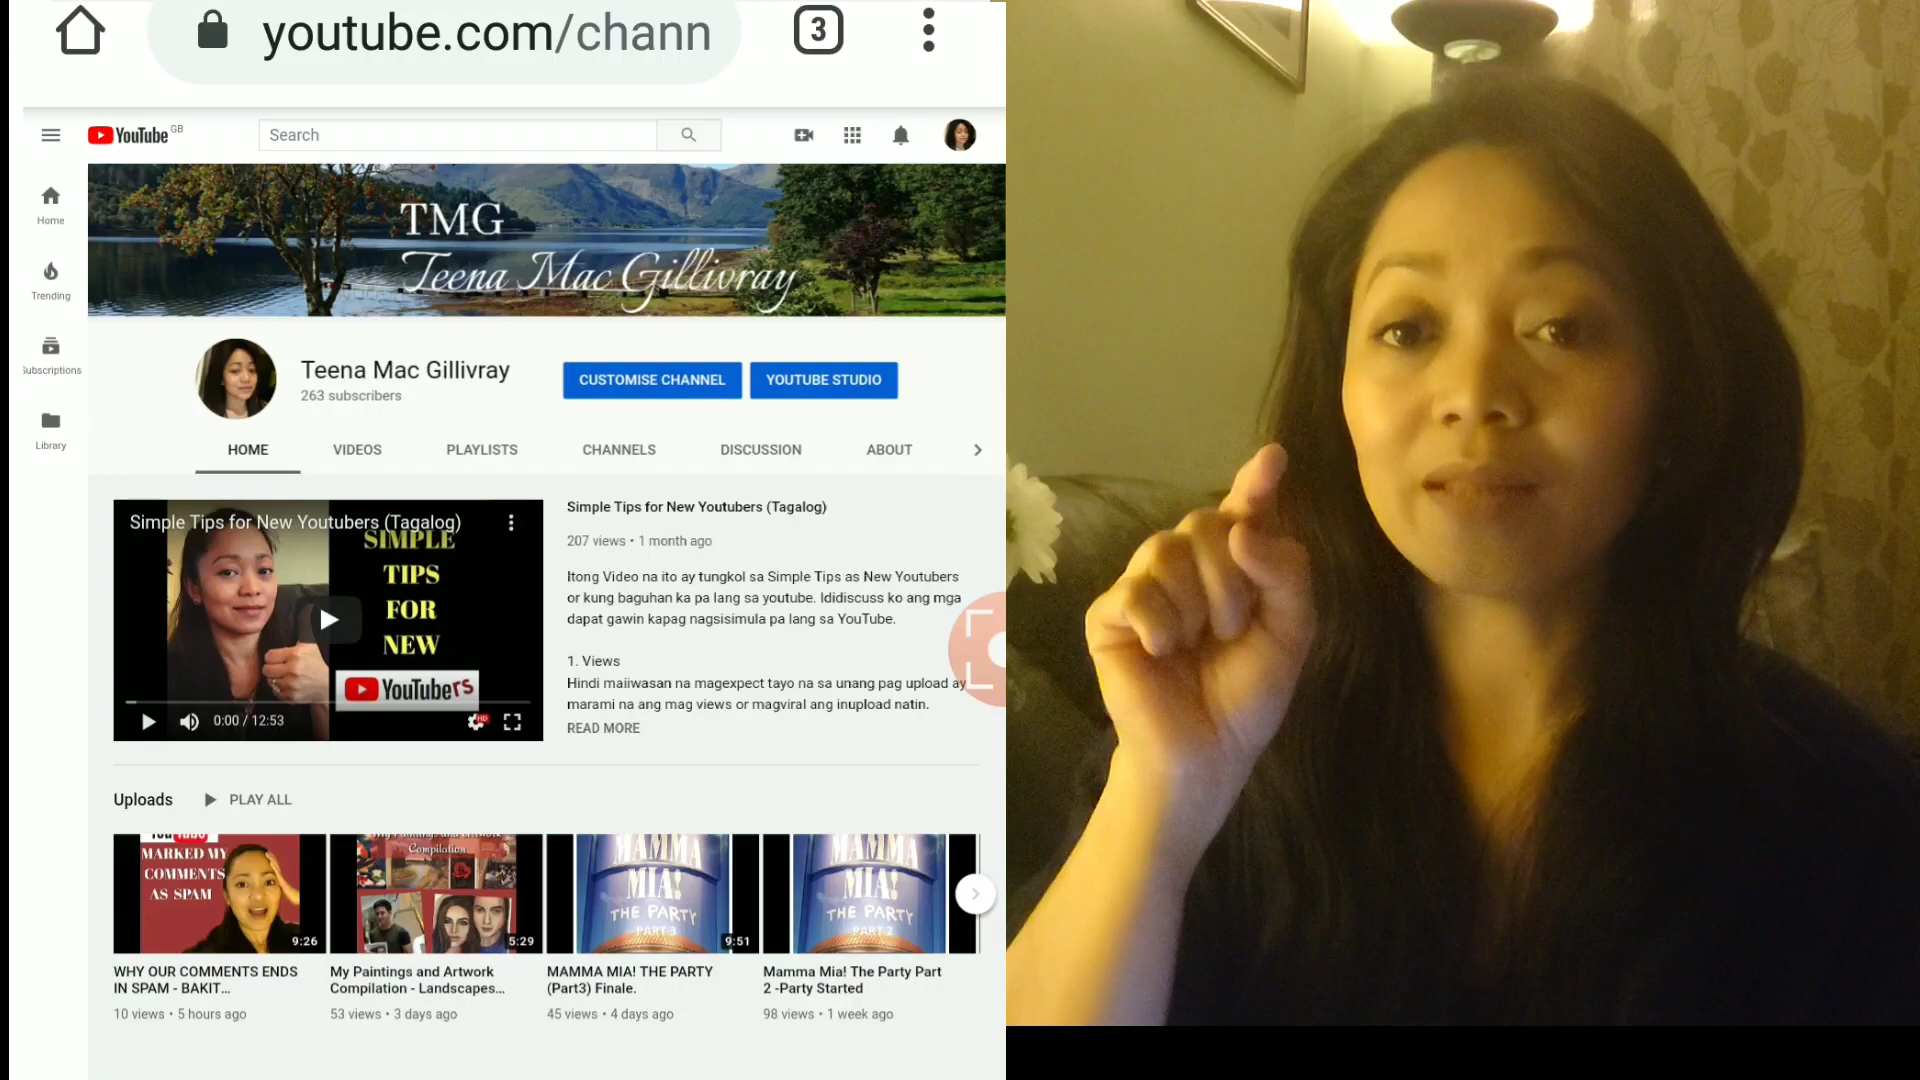 youtube.com/chann
3
YouTube GB
Search
Home
Trending
Subscriptions
Library
TMG
Teena Mac Gillivray
Teena Mac Gillivray
263 subscribers
CUSTOMISE CHANNEL
YOUTUBE STUDIO
HOME
VIDEOS
PLAYLISTS
CHANNELS
DISCUSSION
ABOUT
Simple Tips for New Youtubers (Tagalog)
SIMPLE
TIPS
FOR
NEW
YouTubers
0:00 / 12:53
HD
Simple Tips for New Youtubers (Tagalog)
207 views • 1 month ago
Itong Video na ito ay tungkol sa Simple Tips as New Youtubers
or kung baguhan ka pa lang sa youtube. Ididiscuss ko ang mga
dapat gawin kapag nagsisimula pa lang sa YouTube.
1. Views
Hindi maiiwasan na magexpect tayo na sa unang pag upload ay
marami na ang mag views or magviral ang inupload natin.
READ MORE
Uploads
PLAY ALL
MARKED MY
COMMENTS
AS SPAM
9:26
WHY OUR COMMENTS ENDS
IN SPAM - BAKIT...
10 views • 5 hours ago
Compilation
5:29
My Paintings and Artwork
Compilation - Landscapes...
53 views • 3 days ago
MAMMA
MIA!
THE PARTY
PART 3
9:51
MAMMA MIA! THE PARTY
(Part3) Finale.
45 views • 4 days ago
MAMMA
MIA!
THE PARTY
PART 2
Mamma Mia! The Party Part
2 -Party Started
98 views • 1 week ago